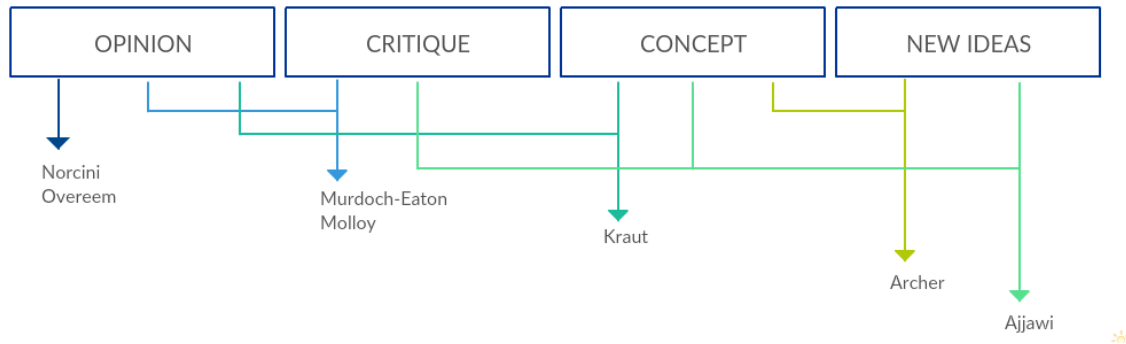 OPINION
CRITIQUE
CONCEPT
NEW IDEAS
Norcini
Overeem
Murdoch-Eaton
Molloy
Kraut
Archer
Ajjawi